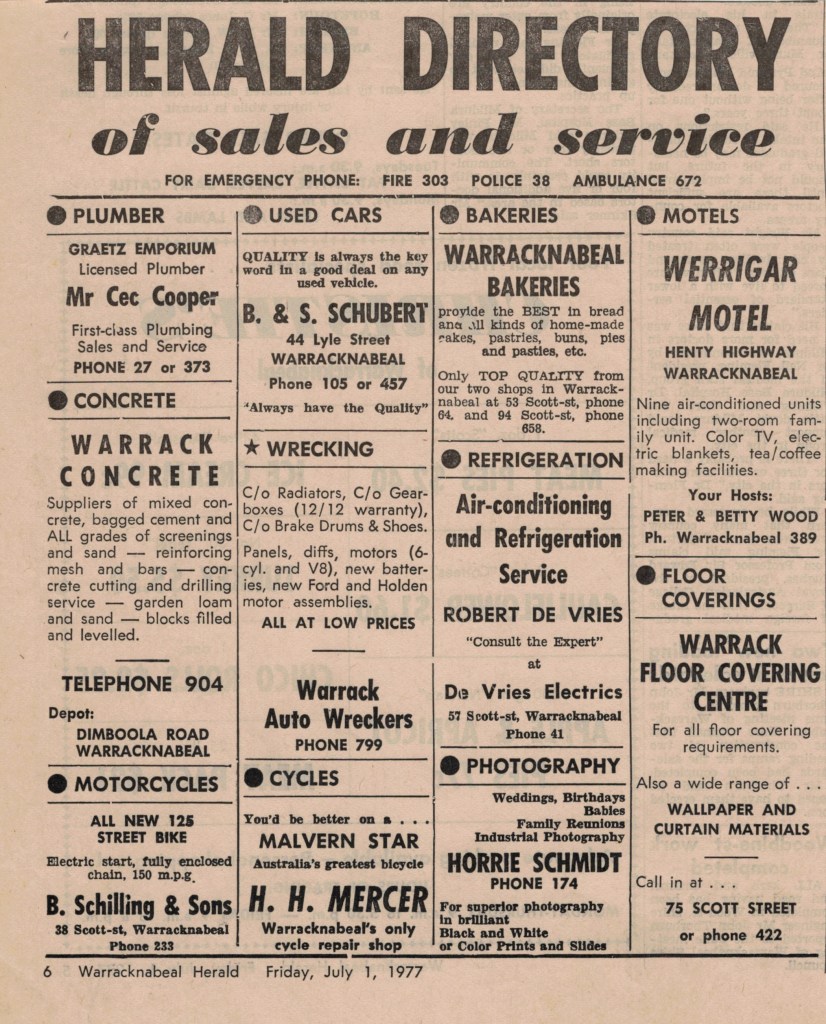 HERALD DIRECTORY
of sales and service
FOR EMERGENCY PHONE: FIRE 303 POLICE 38 AMBULANCE 672
● PLUMBER
GRAETZ EMPORIUM
Licensed Plumber
Mr Cec Cooper
First-class Plumbing
Sales and Service
PHONE 27 or 373
● CONCRETE
WARRACK
CONCRETE
Suppliers of mixed con-
crete, bagged cement and
ALL grades of screenings
and sand — reinforcing
mesh and bars — con-
crete cutting and drilling
service — garden loam
and sand — blocks filled
and levelled.
TELEPHONE 904
Depot:
DIMBOOLA ROAD
WARRACKNABEAL
● MOTORCYCLES
ALL NEW 125
STREET BIKE
Electric start, fully enclosed
chain, 150 m.p.g.
B. Schilling & Sons
38 Scott-st, Warracknabeal
Phone 233
● USED CARS
QUALITY is always the key
word in a good deal on any
used vehicle.
B. & S. SCHUBERT
44 Lyle Street
WARRACKNABEAL
Phone 105 or 457
"Always have the Quality"
★ WRECKING
C/o Radiators, C/o Gear-
boxes (12/12 warranty),
C/o Brake Drums & Shoes.
Panels, diffs, motors (6-
cyl. and V8), new batter-
ies, new Ford and Holden
motor assemblies.
ALL AT LOW PRICES
Warrack
Auto Wreckers
PHONE 799
● CYCLES
You'd be better on a . . .
MALVERN STAR
Australia's greatest bicycle
H. H. MERCER
Warracknabeal's only
cycle repair shop
● BAKERIES
WARRACKNABEAL
BAKERIES
provide the BEST in bread
and all kinds of home-made
cakes, pastries, buns, pies
and pasties, etc.
Only TOP QUALITY from
our two shops in Warrack-
nabeal at 53 Scott-st, phone
64, and 94 Scott-st, phone
658.
● REFRIGERATION
Air-conditioning
and Refrigeration
Service
ROBERT DE VRIES
"Consult the Expert"
at
De Vries Electrics
57 Scott-st, Warracknabeal
Phone 41
● PHOTOGRAPHY
Weddings, Birthdays
Babies
Family Reunions
Industrial Photography
HORRIE SCHMIDT
PHONE 174
For superior photography
in brilliant
Black and White
or Color Prints and Slides
● MOTELS
WERRIGAR
MOTEL
HENTY HIGHWAY
WARRACKNABEAL
Nine air-conditioned units
including two-room fam-
ily unit. Color TV, elec-
tric blankets, tea/coffee
making facilities.
Your Hosts:
PETER & BETTY WOOD
Ph. Warracknabeal 389
● FLOOR
COVERINGS
WARRACK
FLOOR COVERING
CENTRE
For all floor covering
requirements.
Also a wide range of . . .
WALLPAPER AND
CURTAIN MATERIALS
Call in at . . .
75 SCOTT STREET
or phone 422
6 Warracknabeal Herald Friday, July 1, 1977